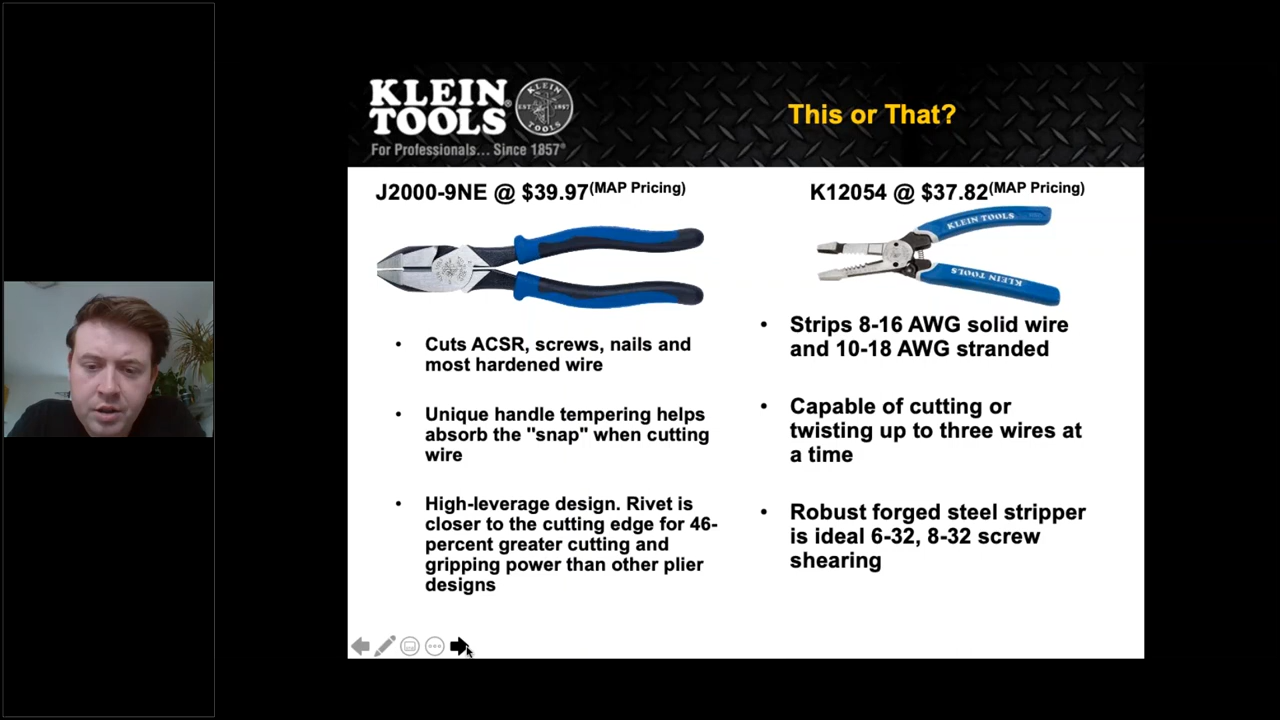 KLEIN
TOOLS®
KLEIN
EST. 1857
TOOLS
For Professionals... Since 1857®
This or That?
J2000-9NE @ $39.97(MAP Pricing)
K12054 @ $37.82(MAP Pricing)
KLEIN TOOLS
KLEIN TOOLS
• Cuts ACSR, screws, nails and
most hardened wire
• Unique handle tempering helps
absorb the "snap" when cutting
wire
• High-leverage design. Rivet is
closer to the cutting edge for 46-
percent greater cutting and
gripping power than other plier
designs
• Strips 8-16 AWG solid wire
and 10-18 AWG stranded
• Capable of cutting or
twisting up to three wires at
a time
• Robust forged steel stripper
is ideal 6-32, 8-32 screw
shearing